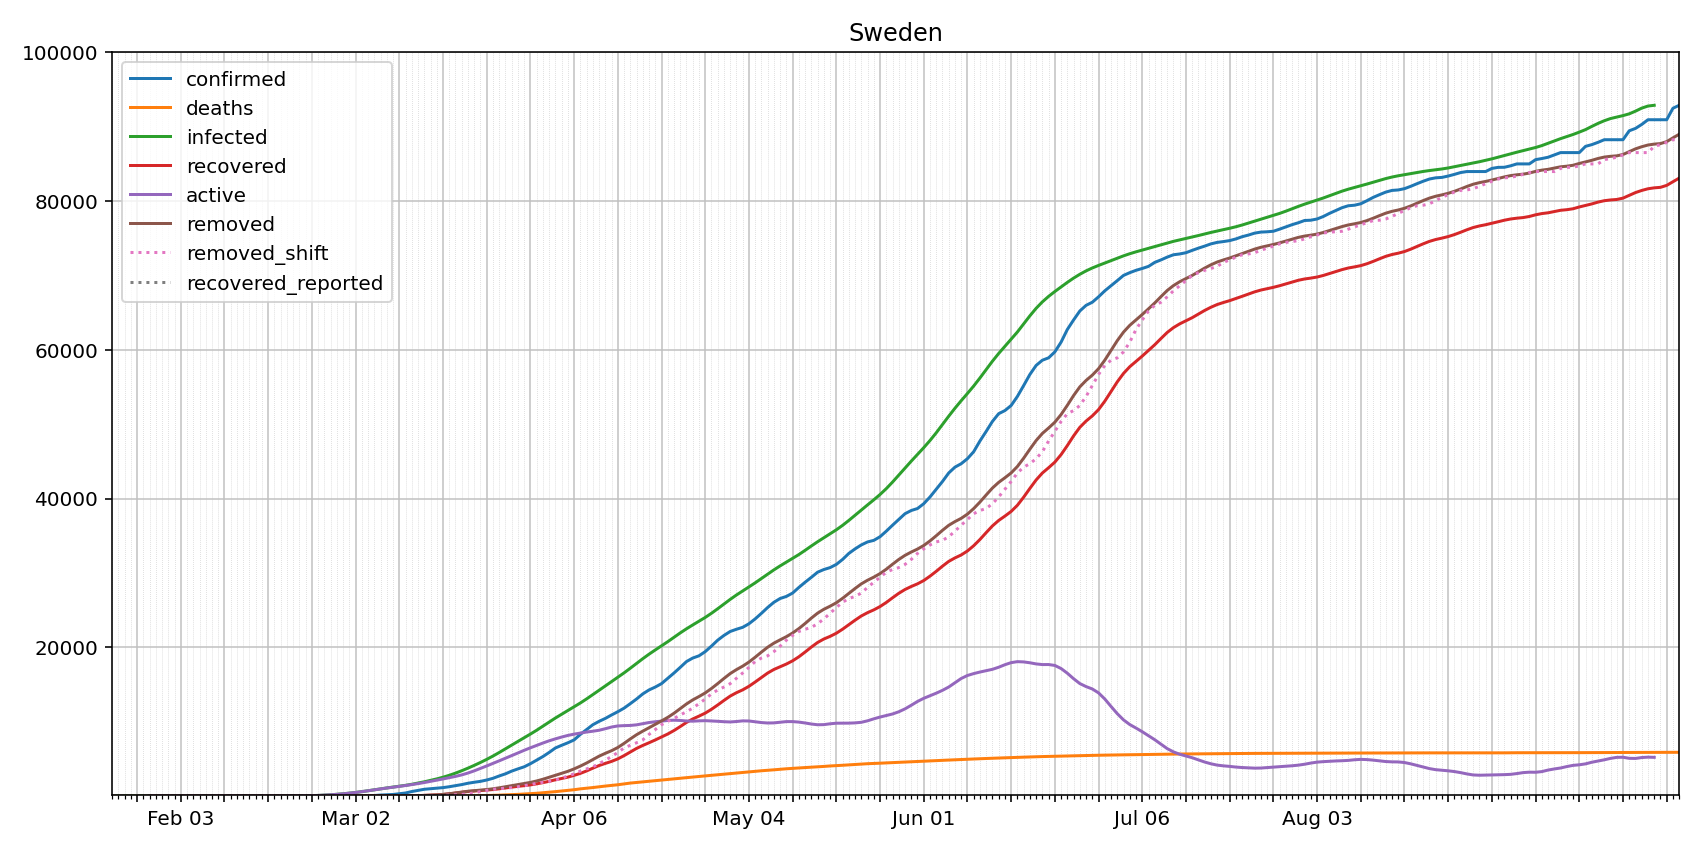 Sweden
100000
80000
60000
40000
20000
confirmed
deaths
infected
recovered
active
removed
removed_shift
recovered_reported
Feb 03 Mar 02 Apr 06 May 04 Jun 01 Jul 06 Aug 03